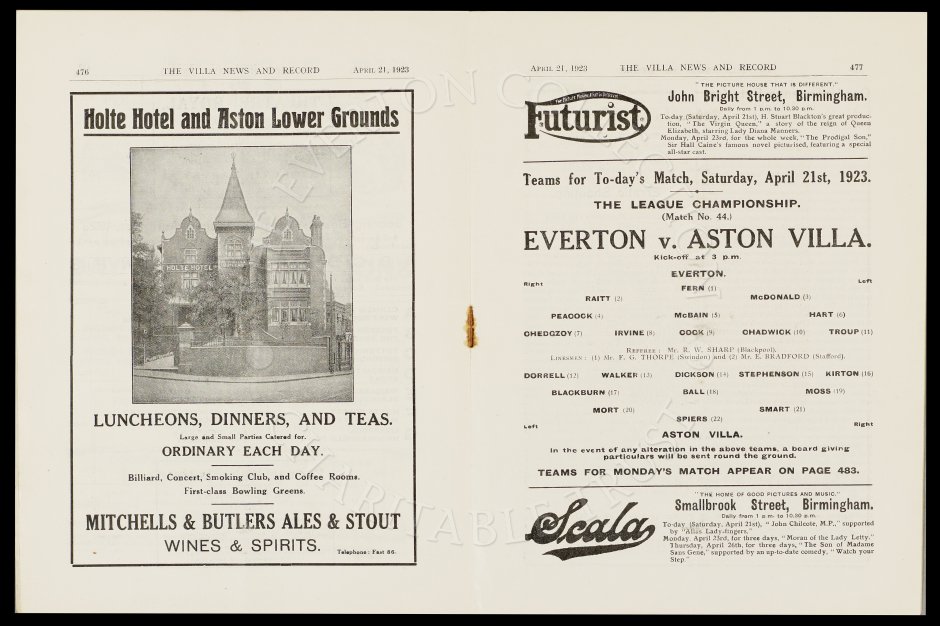 476 THE VILLA NEWS AND RECORD APRIL 21, 1923
Holte Hotel and Aston Lower Grounds
HOLTE HOTEL
LUNCHEONS, DINNERS, AND TEAS.
Large and Small Parties Catered for.
ORDINARY EACH DAY.
Billiard, Concert, Smoking Club, and Coffee Rooms.
First-class Bowling Greens.
MITCHELLS & BUTLERS ALES & STOUT
WINES & SPIRITS.
Telephone: East 86.
APRIL 21, 1923 THE VILLA NEWS AND RECORD 477
The Picture House that is Different
Futurist
"THE PICTURE HOUSE THAT IS DIFFERENT."
John Bright Street, Birmingham.
Daily from 1 p.m. to 10.30 p.m.
To-day (Saturday, April 21st), H. Stuart Blackton's great produc-
tion, "The Virgin Queen," a story of the reign of Queen
Elizabeth, starring Lady Diana Manners.
Monday, April 23rd, for the whole week, "The Prodigal Son,"
Sir Hall Caine's famous novel picturised, featuring a special
all-star cast.
Teams for To-day's Match, Saturday, April 21st, 1923.
THE LEAGUE CHAMPIONSHIP.
(Match No. 44.)
EVERTON v. ASTON VILLA.
Kick-off at 3 p.m.
EVERTON.
Right Left
FERN (1)
RAITT (2) McDONALD (3)
PEACOCK (4) McBAIN (5) HART (6)
CHEDGZOY (7) IRVINE (8) COCK (9) CHADWICK (10) TROUP (11)
REFEREE: Mr. R. W. SHARP (Blackpool).
LINESMEN: (1) Mr. F. G. THORPE (Swindon) and (2) Mr. E. BRADFORD (Stafford).
DORRELL (12) WALKER (13) DICKSON (14) STEPHENSON (15) KIRTON (16)
BLACKBURN (17) BALL (18) MOSS (19)
MORT (20) SMART (21)
SPIERS (22)
Left Right
ASTON VILLA.
In the event of any alteration in the above teams, a board giving
particulars will be sent round the ground.
TEAMS FOR MONDAY'S MATCH APPEAR ON PAGE 483.
Scala
"THE HOME OF GOOD PICTURES AND MUSIC."
Smallbrook Street, Birmingham.
Daily from 1 p.m. to 10.30 p.m.
To-day (Saturday, April 21st), "John Chilcote, M.P.," supported
by "Allis Lady-fingers."
Monday, April 23rd, for three days, "Moran of the Lady Letty."
Thursday, April 26th, for three days, "The Son of Madame
Sans Gene," supported by an up-to-date comedy, "Watch your
Step."
EVERTON
CHARITABLE TRUST